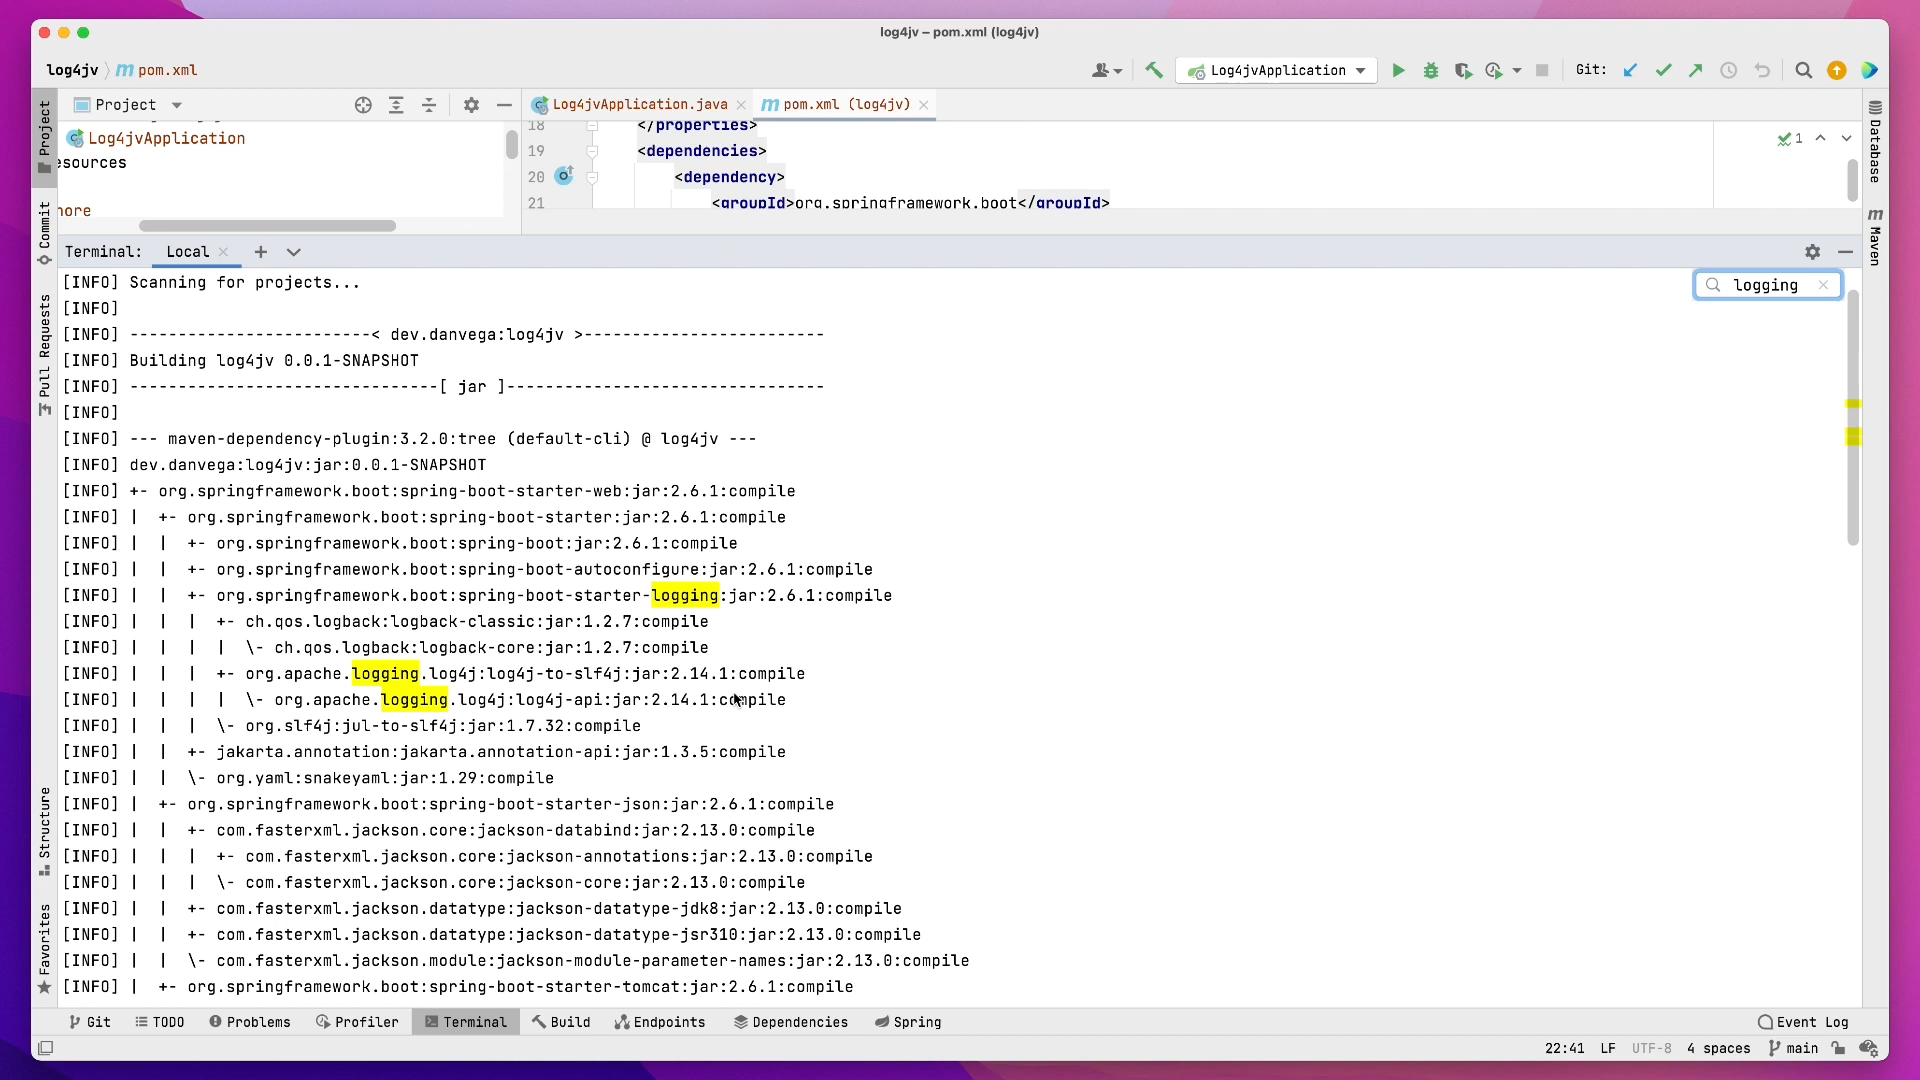 log4jv – pom.xml (log4jv)
log4jv pom.xml
Log4jvApplication
Git:
Project
Log4jvApplication.java
pom.xml (log4jv)
Log4jvApplication
esources
18 </properties>
19 <dependencies>
20 <dependency>
21 <groupId>org.springframework.boot</groupId>
1
Project
Commit
Pull Requests
Structure
Favorites
Database
Maven
Terminal: Local
logging
[INFO] Scanning for projects...
[INFO]
[INFO] -------------------------< dev.danvega:log4jv >-------------------------
[INFO] Building log4jv 0.0.1-SNAPSHOT
[INFO] --------------------------------[ jar ]---------------------------------
[INFO]
[INFO] --- maven-dependency-plugin:3.2.0:tree (default-cli) @ log4jv ---
[INFO] dev.danvega:log4jv:jar:0.0.1-SNAPSHOT
[INFO] +- org.springframework.boot:spring-boot-starter-web:jar:2.6.1:compile
[INFO] |  +- org.springframework.boot:spring-boot-starter:jar:2.6.1:compile
[INFO] |  |  +- org.springframework.boot:spring-boot:jar:2.6.1:compile
[INFO] |  |  +- org.springframework.boot:spring-boot-autoconfigure:jar:2.6.1:compile
[INFO] |  |  +- org.springframework.boot:spring-boot-starter-logging:jar:2.6.1:compile
[INFO] |  |  |  +- ch.qos.logback:logback-classic:jar:1.2.7:compile
[INFO] |  |  |  |  \- ch.qos.logback:logback-core:jar:1.2.7:compile
[INFO] |  |  |  +- org.apache.logging.log4j:log4j-to-slf4j:jar:2.14.1:compile
[INFO] |  |  |  |  \- org.apache.logging.log4j:log4j-api:jar:2.14.1:compile
[INFO] |  |  |  \- org.slf4j:jul-to-slf4j:jar:1.7.32:compile
[INFO] |  |  +- jakarta.annotation:jakarta.annotation-api:jar:1.3.5:compile
[INFO] |  |  \- org.yaml:snakeyaml:jar:1.29:compile
[INFO] |  +- org.springframework.boot:spring-boot-starter-json:jar:2.6.1:compile
[INFO] |  |  +- com.fasterxml.jackson.core:jackson-databind:jar:2.13.0:compile
[INFO] |  |  |  +- com.fasterxml.jackson.core:jackson-annotations:jar:2.13.0:compile
[INFO] |  |  |  \- com.fasterxml.jackson.core:jackson-core:jar:2.13.0:compile
[INFO] |  |  +- com.fasterxml.jackson.datatype:jackson-datatype-jdk8:jar:2.13.0:compile
[INFO] |  |  +- com.fasterxml.jackson.datatype:jackson-datatype-jsr310:jar:2.13.0:compile
[INFO] |  |  \- com.fasterxml.jackson.module:jackson-module-parameter-names:jar:2.13.0:compile
[INFO] |  +- org.springframework.boot:spring-boot-starter-tomcat:jar:2.6.1:compile
Git TODO Problems Profiler Terminal Build Endpoints Dependencies Spring Event Log
22:41 LF UTF-8 4 spaces main